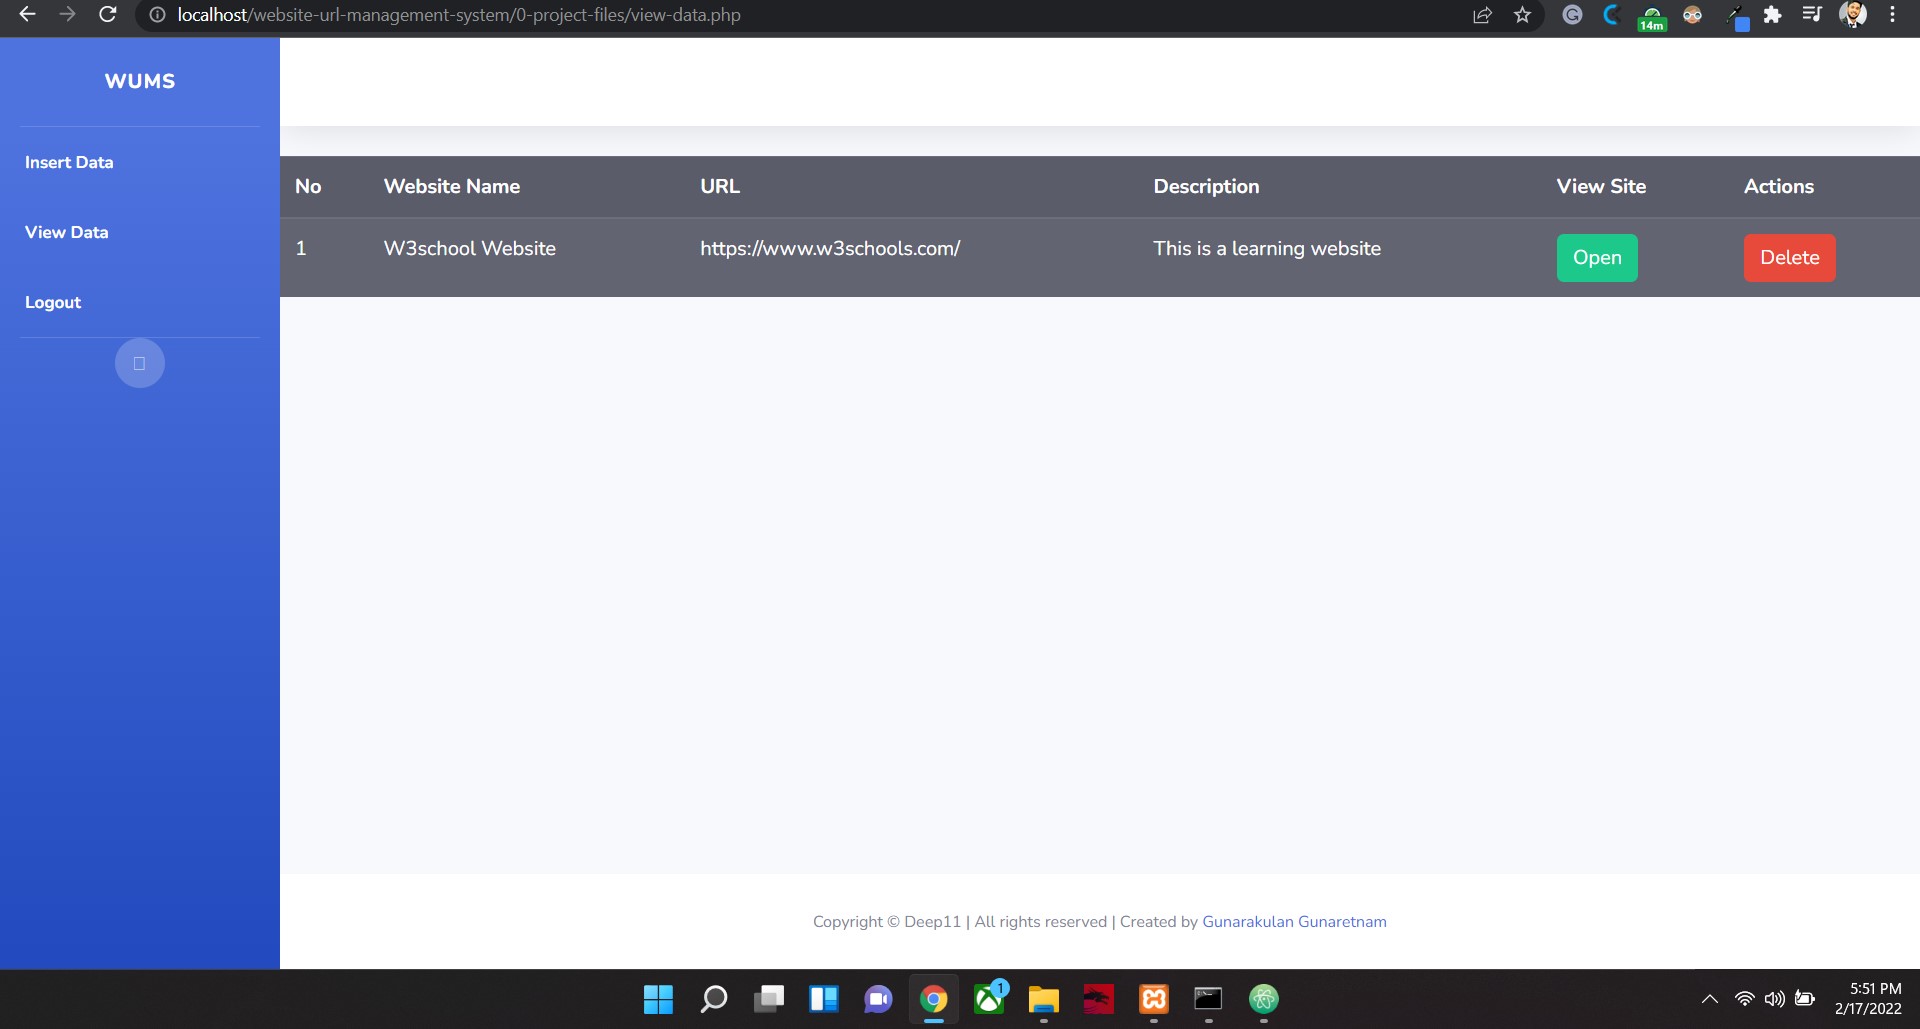 localhost/website-url-management-system/0-project-files/view-data.php
14m
WUMS
Insert Data
View Data
Logout
No Website Name URL Description View Site Actions
1 W3school Website https://www.w3schools.com/ This is a learning website Open Delete
Copyright © Deep11 | All rights reserved | Created by Gunarakulan Gunaretnam
1
5:51 PM
2/17/2022